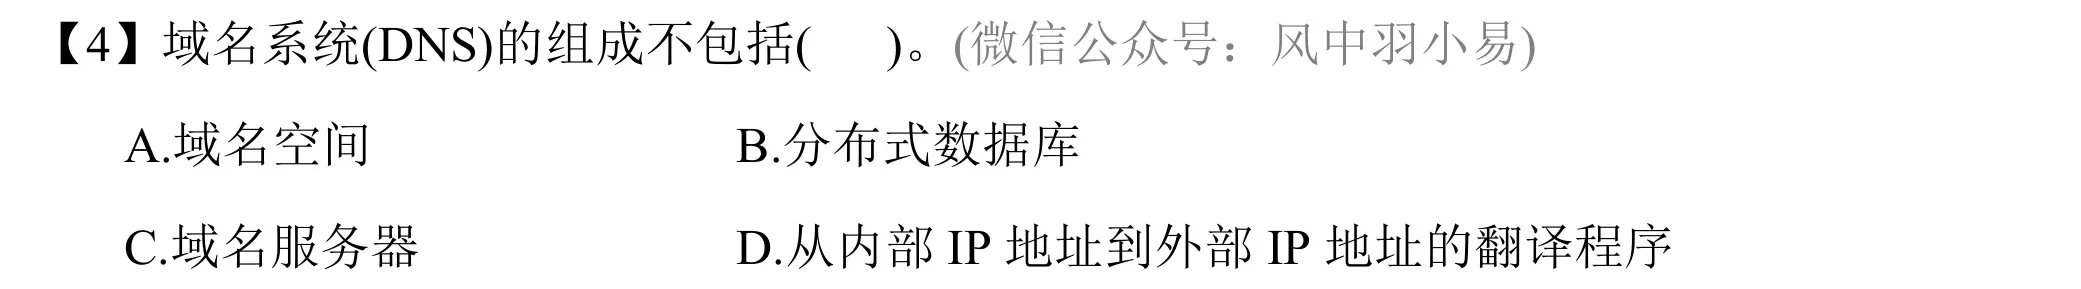 【4】域名系统(DNS)的组成不包括(　　)。(微信公众号：风中羽小易)
A.域名空间 B.分布式数据库
C.域名服务器 D.从内部 IP 地址到外部 IP 地址的翻译程序